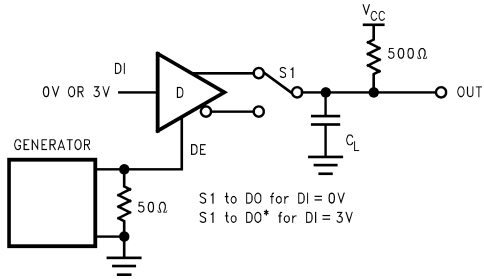 V_CC
500Ω
DI
S1
0V OR 3V
D
OUT
C_L
DE
GENERATOR
50Ω
S1 to DO for DI = 0V
S1 to DO* for DI = 3V